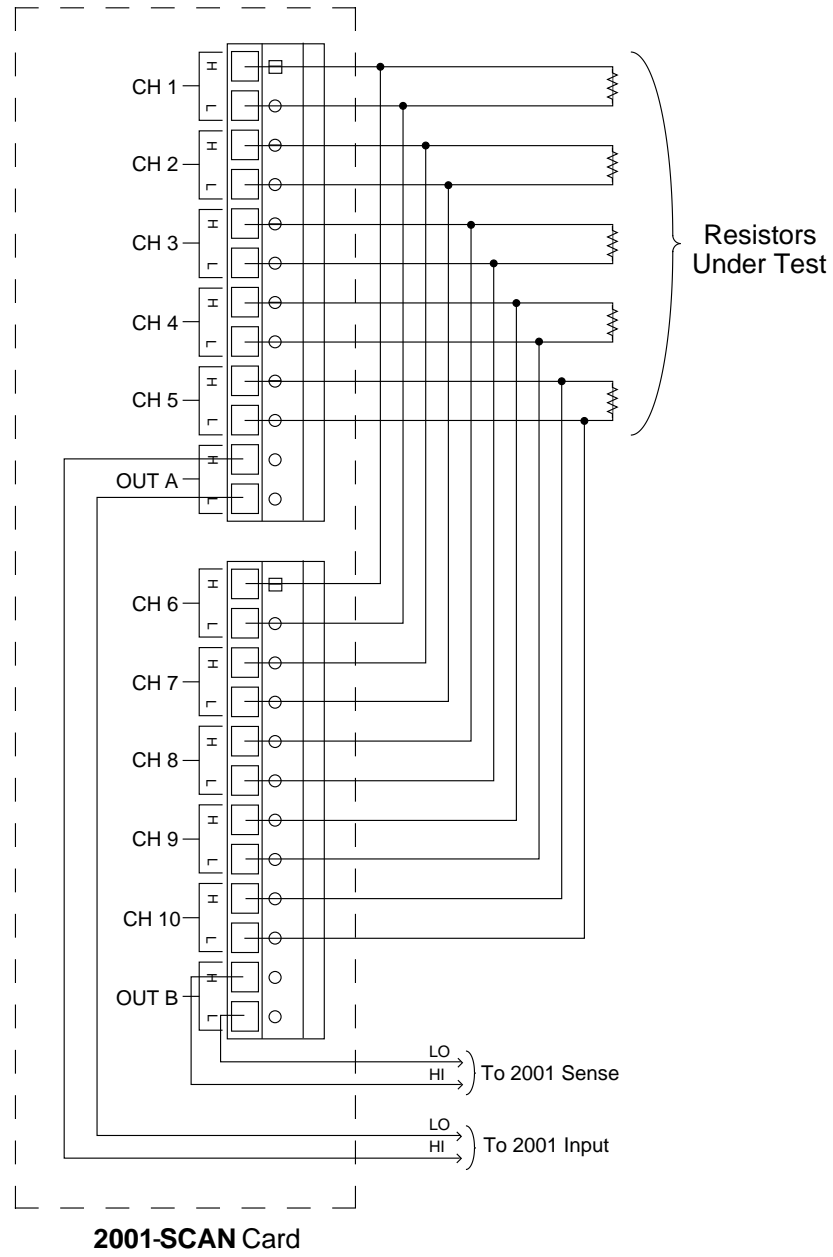 H
CH 1
L
H
CH 2
L
H
CH 3
L
H
CH 4
L
H
CH 5
L
H
OUT A
L
Resistors
Under Test
H
CH 6
L
H
CH 7
L
H
CH 8
L
H
CH 9
L
H
CH 10
L
H
OUT B
L
LO
HI
To 2001 Sense
LO
HI
To 2001 Input
2001-SCAN Card